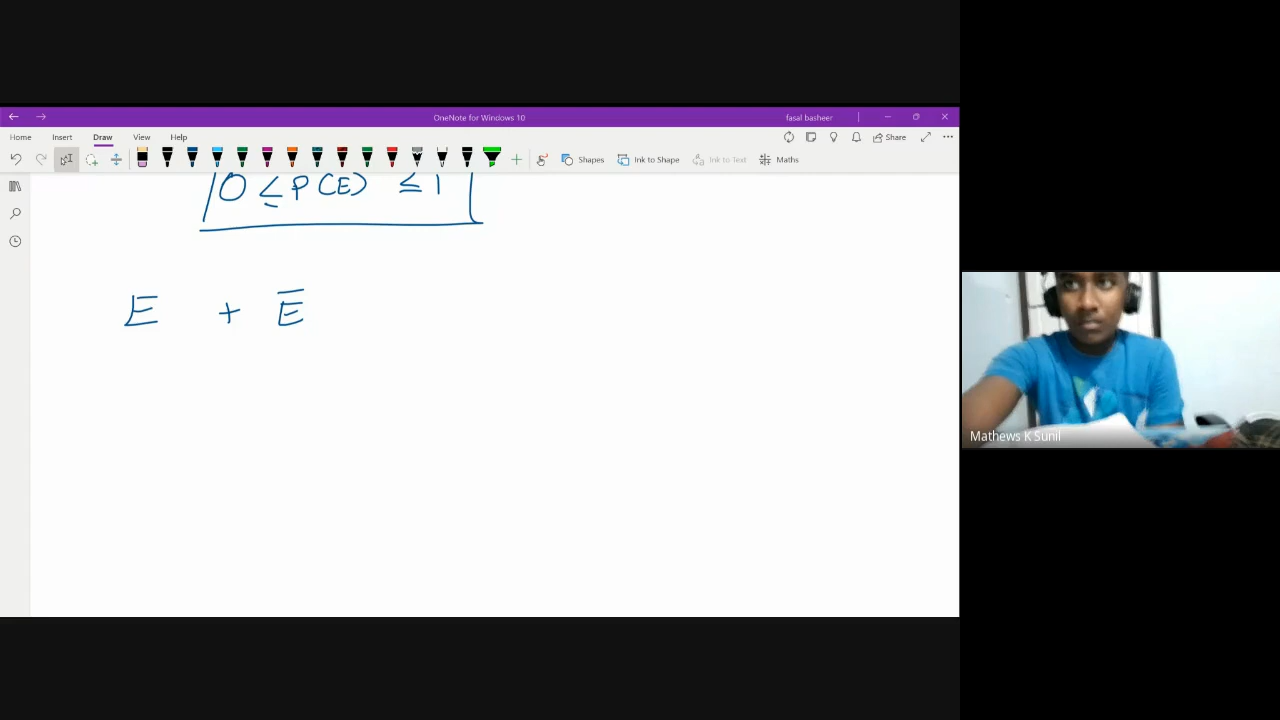 OneNote for Windows 10
fasal basheer
Home Insert Draw View Help
Share
Shapes Ink to Shape Ink to Text Maths
0 ≤ P(E) ≤ 1
E + E̅
Mathews K Sunil